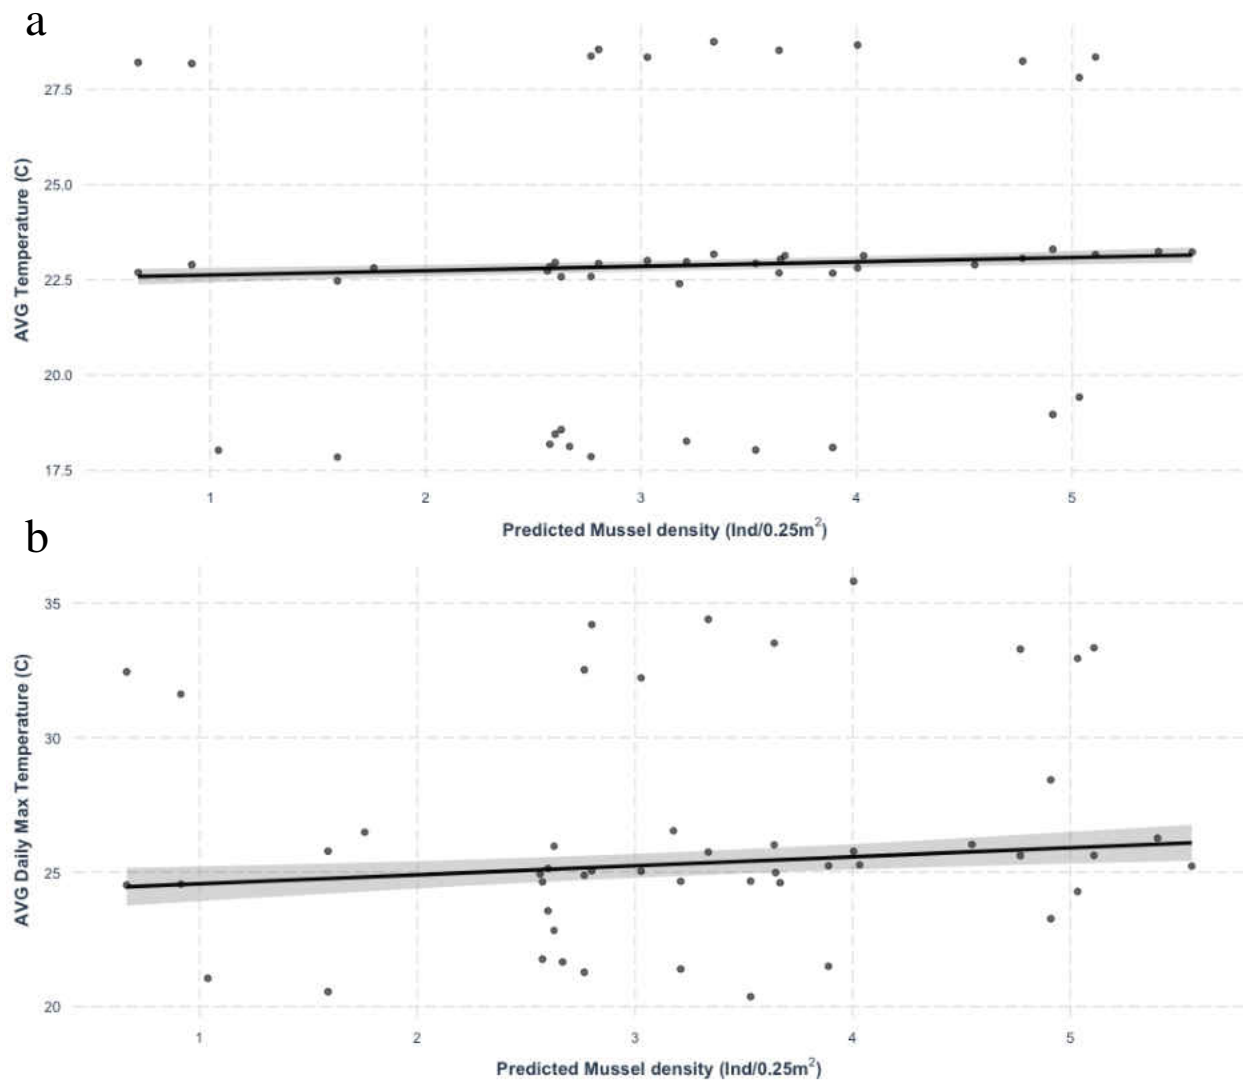 a
27.5
25.0
22.5
20.0
17.5
AVG Temperature (C)
1 2 3 4 5
Predicted Mussel density (Ind/0.25m²)
b
35
30
25
20
AVG Daily Max Temperature (C)
1 2 3 4 5
Predicted Mussel density (Ind/0.25m²)